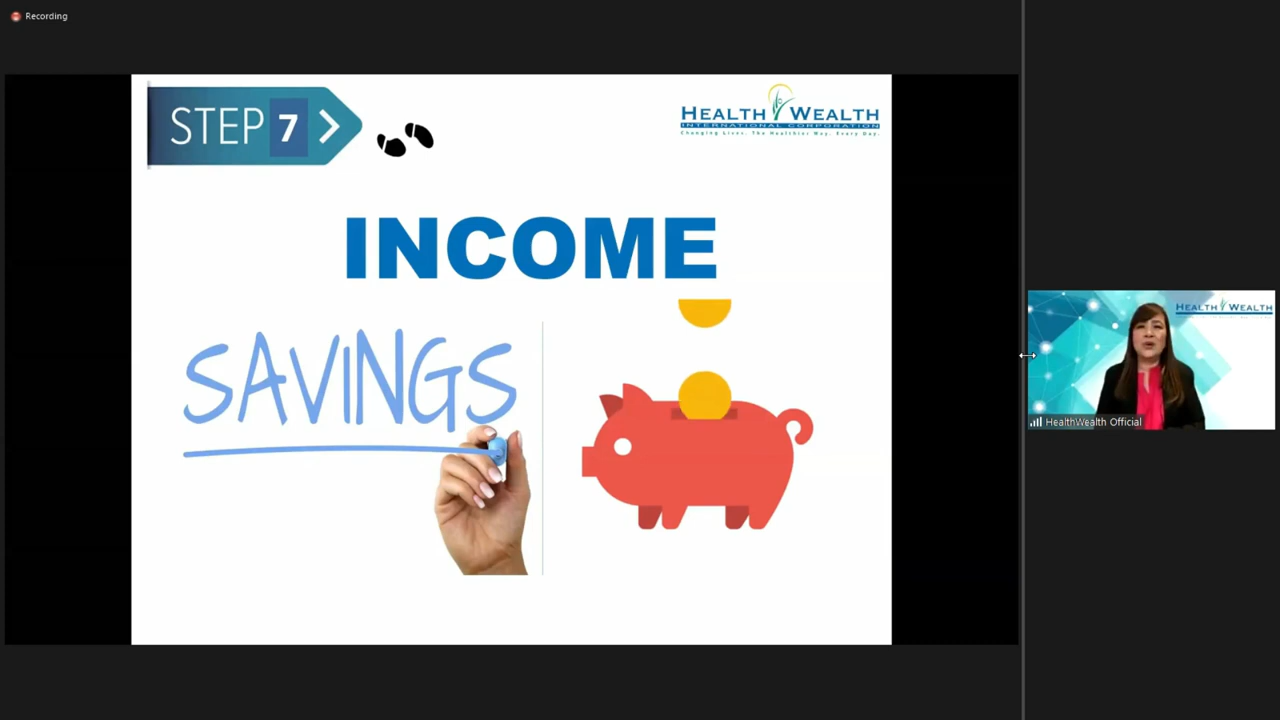 Recording
STEP 7 >
HEALTH WEALTH
INTERNATIONAL CORPORATION
Changing Lives. The Healthier Way. Every Day.
INCOME
SAVINGS
HEALTH WEALTH
HealthWealth Official